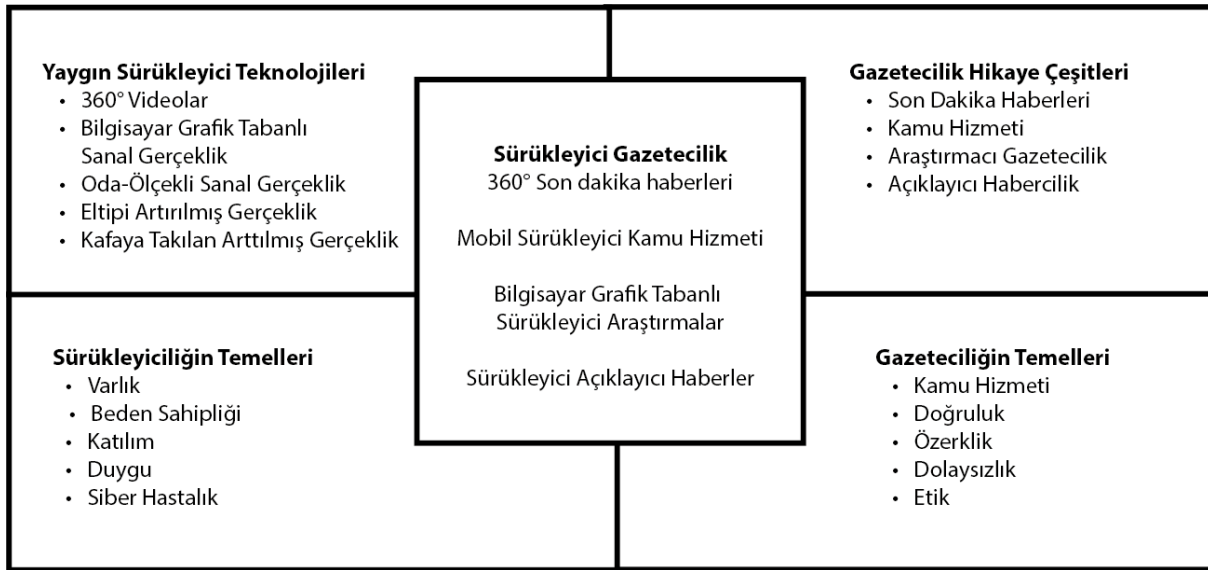 Yaygın Sürükleyici Teknolojileri
• 360° Videolar
• Bilgisayar Grafik Tabanlı
Sanal Gerçeklik
• Oda-Ölçekli Sanal Gerçeklik
• Eltipi Artırılmış Gerçeklik
• Kafaya Takılan Arttılmış Gerçeklik
Sürükleyici Gazetecilik
360° Son dakika haberleri
Mobil Sürükleyici Kamu Hizmeti
Bilgisayar Grafik Tabanlı
Sürükleyici Araştırmalar
Sürükleyici Açıklayıcı Haberler
Gazetecilik Hikaye Çeşitleri
• Son Dakika Haberleri
• Kamu Hizmeti
• Araştırmacı Gazetecilik
• Açıklayıcı Habercilik
Sürükleyiciliğin Temelleri
• Varlık
• Beden Sahipliği
• Katılım
• Duygu
• Siber Hastalık
Gazeteciliğin Temelleri
• Kamu Hizmeti
• Doğruluk
• Özerklik
• Dolaysızlık
• Etik